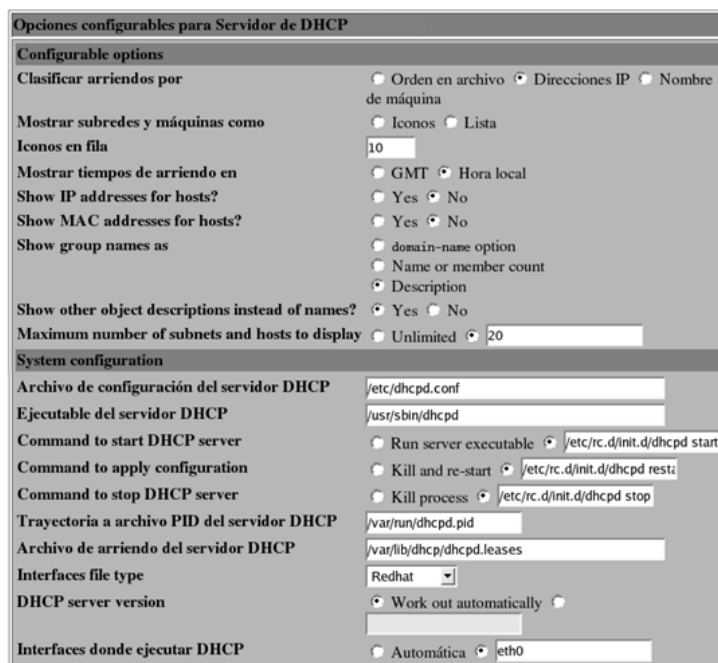 Opciones configurables para Servidor de DHCP
Configurable options
Clasificar arriendos por Orden en archivo Direcciones IP Nombre
de máquina
Mostrar subredes y máquinas como Iconos Lista
Iconos en fila 10
Mostrar tiempos de arriendo en GMT Hora local
Show IP addresses for hosts? Yes No
Show MAC addresses for hosts? Yes No
Show group names as domain-name option
Name or member count
Description
Show other object descriptions instead of names? Yes No
Maximum number of subnets and hosts to display Unlimited 20
System configuration
Archivo de configuración del servidor DHCP /etc/dhcpd.conf
Ejecutable del servidor DHCP /usr/sbin/dhcpd
Command to start DHCP server Run server executable /etc/rc.d/init.d/dhcpd start
Command to apply configuration Kill and re-start /etc/rc.d/init.d/dhcpd resta
Command to stop DHCP server Kill process /etc/rc.d/init.d/dhcpd stop
Trayectoria a archivo PID del servidor DHCP /var/run/dhcpd.pid
Archivo de arriendo del servidor DHCP /var/lib/dhcp/dhcpd.leases
Interfaces file type Redhat
DHCP server version Work out automatically
Interfaces donde ejecutar DHCP Automática eth0